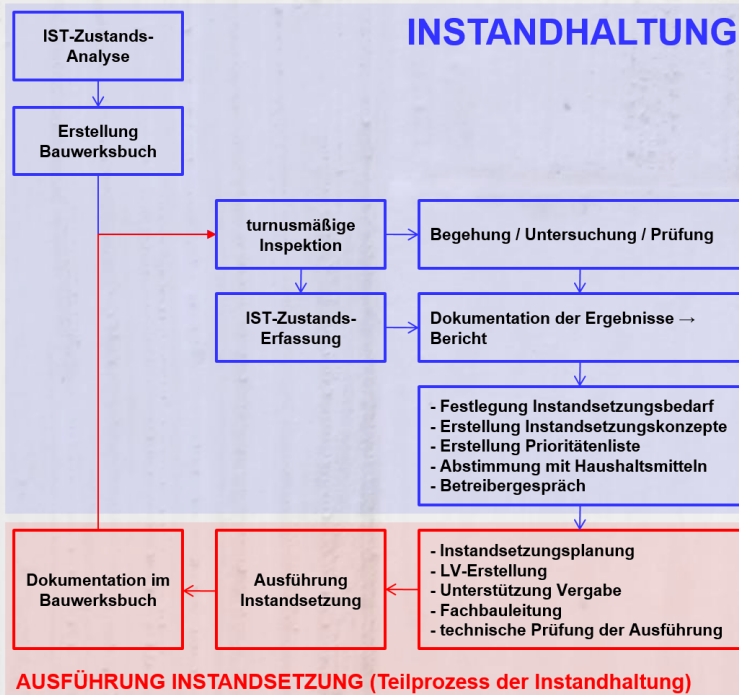 INSTANDHALTUNG
IST-Zustands-
Analyse
Erstellung
Bauwerksbuch
turnusmäßige
Inspektion
Begehung / Untersuchung / Prüfung
IST-Zustands-
Erfassung
Dokumentation der Ergebnisse →
Bericht
- Festlegung Instandsetzungsbedarf
- Erstellung Instandsetzungskonzepte
- Erstellung Prioritätenliste
- Abstimmung mit Haushaltsmitteln
- Betreibergespräch
- Instandsetzungsplanung
- LV-Erstellung
- Unterstützung Vergabe
- Fachbauleitung
- technische Prüfung der Ausführung
Ausführung
Instandsetzung
Dokumentation im
Bauwerksbuch
AUSFÜHRUNG INSTANDSETZUNG (Teilprozess der Instandhaltung)